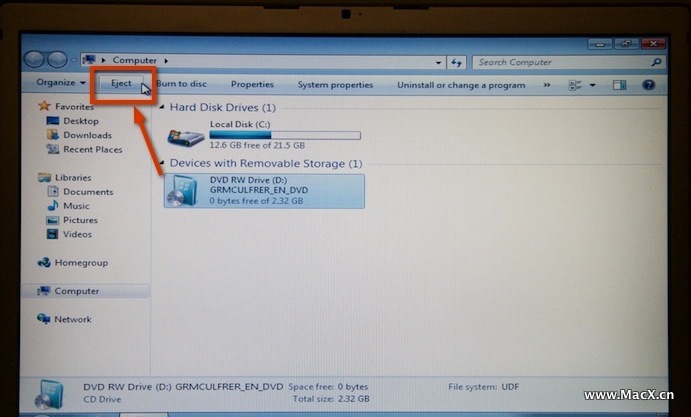 Computer
Search Computer
Organize Eject Burn to disc Properties System properties Uninstall or change a program »
Favorites
Desktop
Downloads
Recent Places
Libraries
Documents
Music
Pictures
Videos
Homegroup
Computer
Network
Hard Disk Drives (1)
Local Disk (C:)
12.6 GB free of 21.5 GB
Devices with Removable Storage (1)
DVD RW Drive (D:)
GRMCULFRER_EN_DVD
0 bytes free of 2.32 GB
DVD RW Drive (D:) GRMCULFRER_EN_DVD Space free: 0 bytes File system: UDF
CD Drive Total size: 2.32 GB
www.MacX.cn